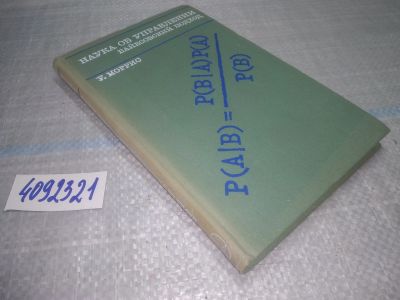 НАУКА ОБ УПРАВЛЕНИИ
БАЙЕСОВСКИЙ ПОДХОД
У. МОРРИС
P(A|B)=P(B|A)P(A)
P(B)
4092321